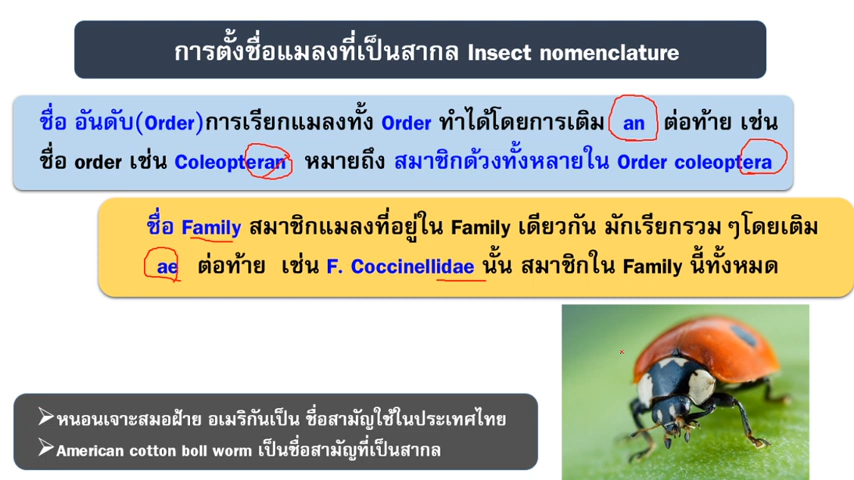 การตั้งชื่อแมลงที่เป็นสากล Insect nomenclature
ชื่อ อันดับ(Order)การเรียกแมลงทั้ง Order ทำได้โดยการเติม an ต่อท้าย เช่น
ชื่อ order เช่น Coleopteran หมายถึง สมาชิกด้วงทั้งหลายใน Order coleoptera
ชื่อ Family สมาชิกแมลงที่อยู่ใน Family เดียวกัน มักเรียกรวม ๆโดยเติม
ae ต่อท้าย เช่น F. Coccinellidae นั้น สมาชิกใน Family นี้ทั้งหมด
➢หนอนเจาะสมอฝ้าย อเมริกันเป็น ชื่อสามัญใช้ในประเทศไทย
➢American cotton boll worm เป็นชื่อสามัญที่เป็นสากล